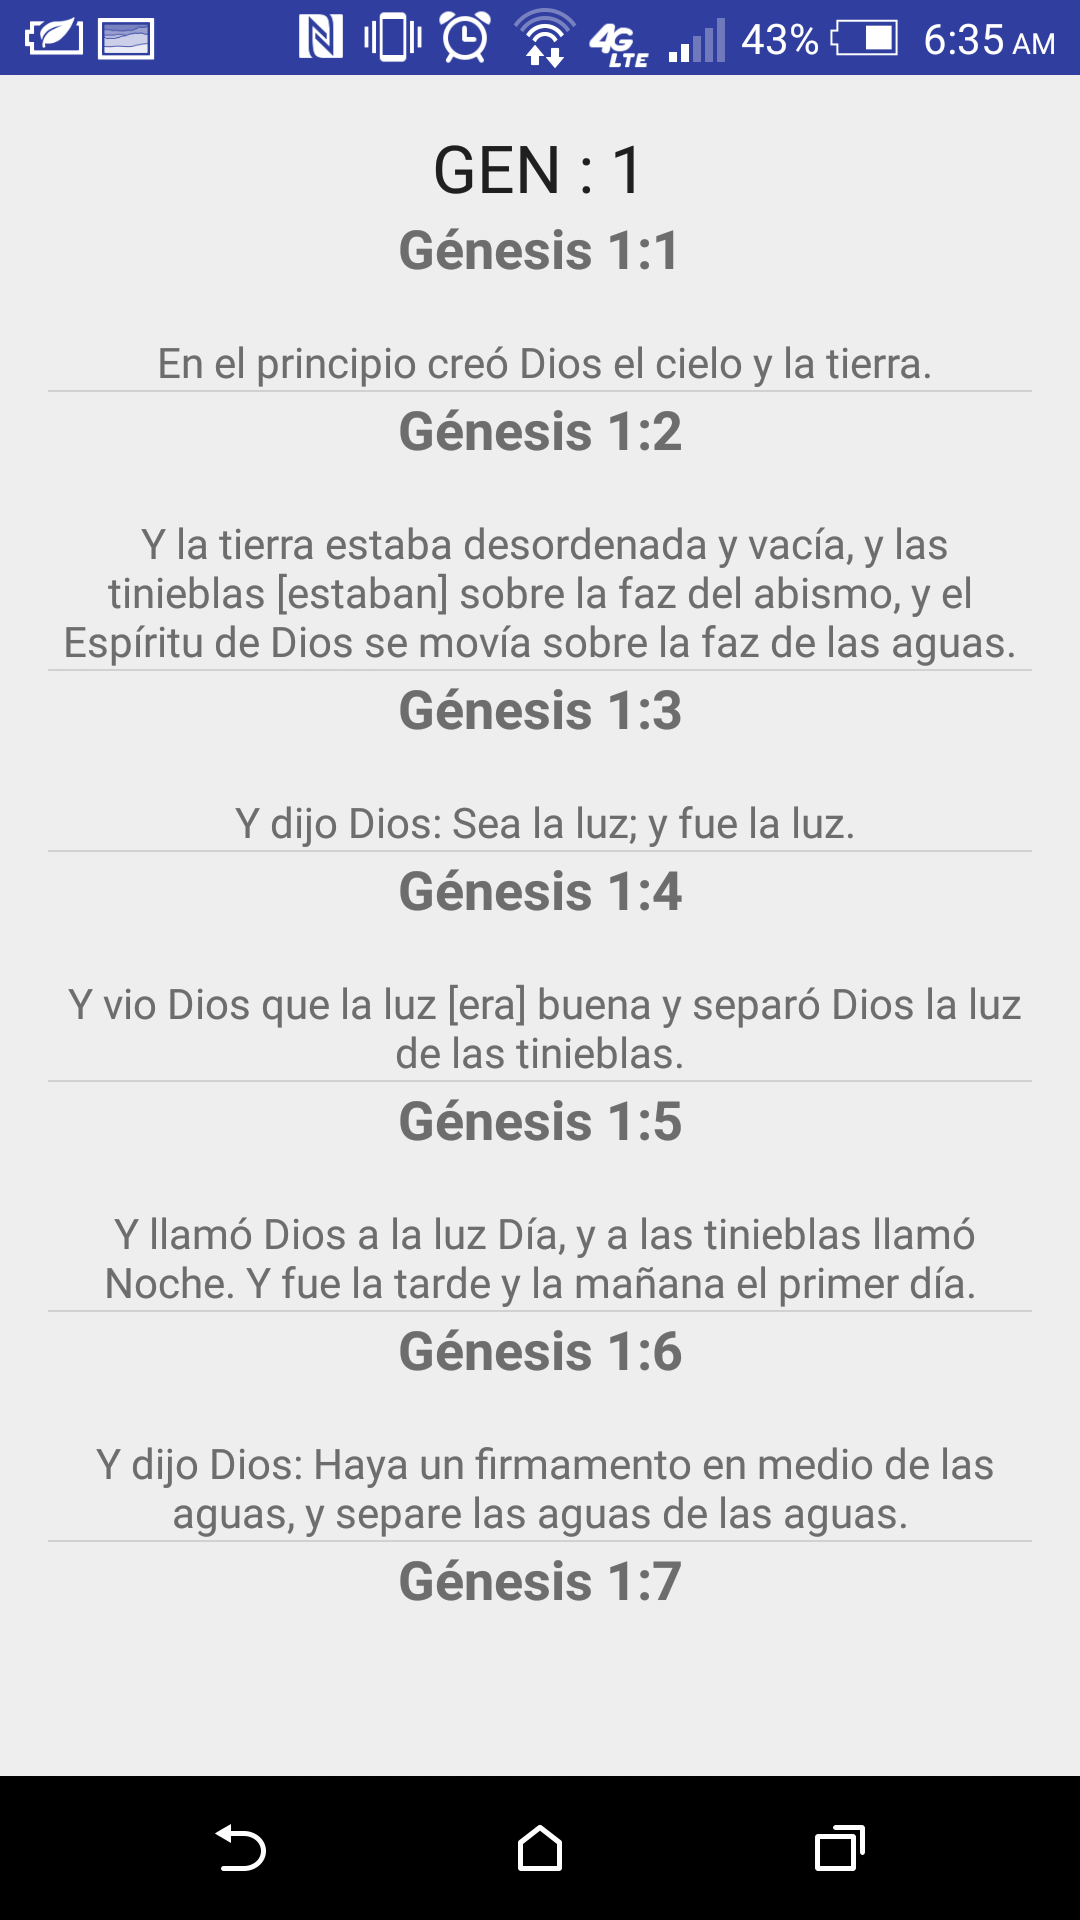 4G LTE 43% 6:35 AM
GEN : 1
Génesis 1:1
En el principio creó Dios el cielo y la tierra.
Génesis 1:2
Y la tierra estaba desordenada y vacía, y las
tinieblas [estaban] sobre la faz del abismo, y el
Espíritu de Dios se movía sobre la faz de las aguas.
Génesis 1:3
Y dijo Dios: Sea la luz; y fue la luz.
Génesis 1:4
Y vio Dios que la luz [era] buena y separó Dios la luz
de las tinieblas.
Génesis 1:5
Y llamó Dios a la luz Día, y a las tinieblas llamó
Noche. Y fue la tarde y la mañana el primer día.
Génesis 1:6
Y dijo Dios: Haya un firmamento en medio de las
aguas, y separe las aguas de las aguas.
Génesis 1:7